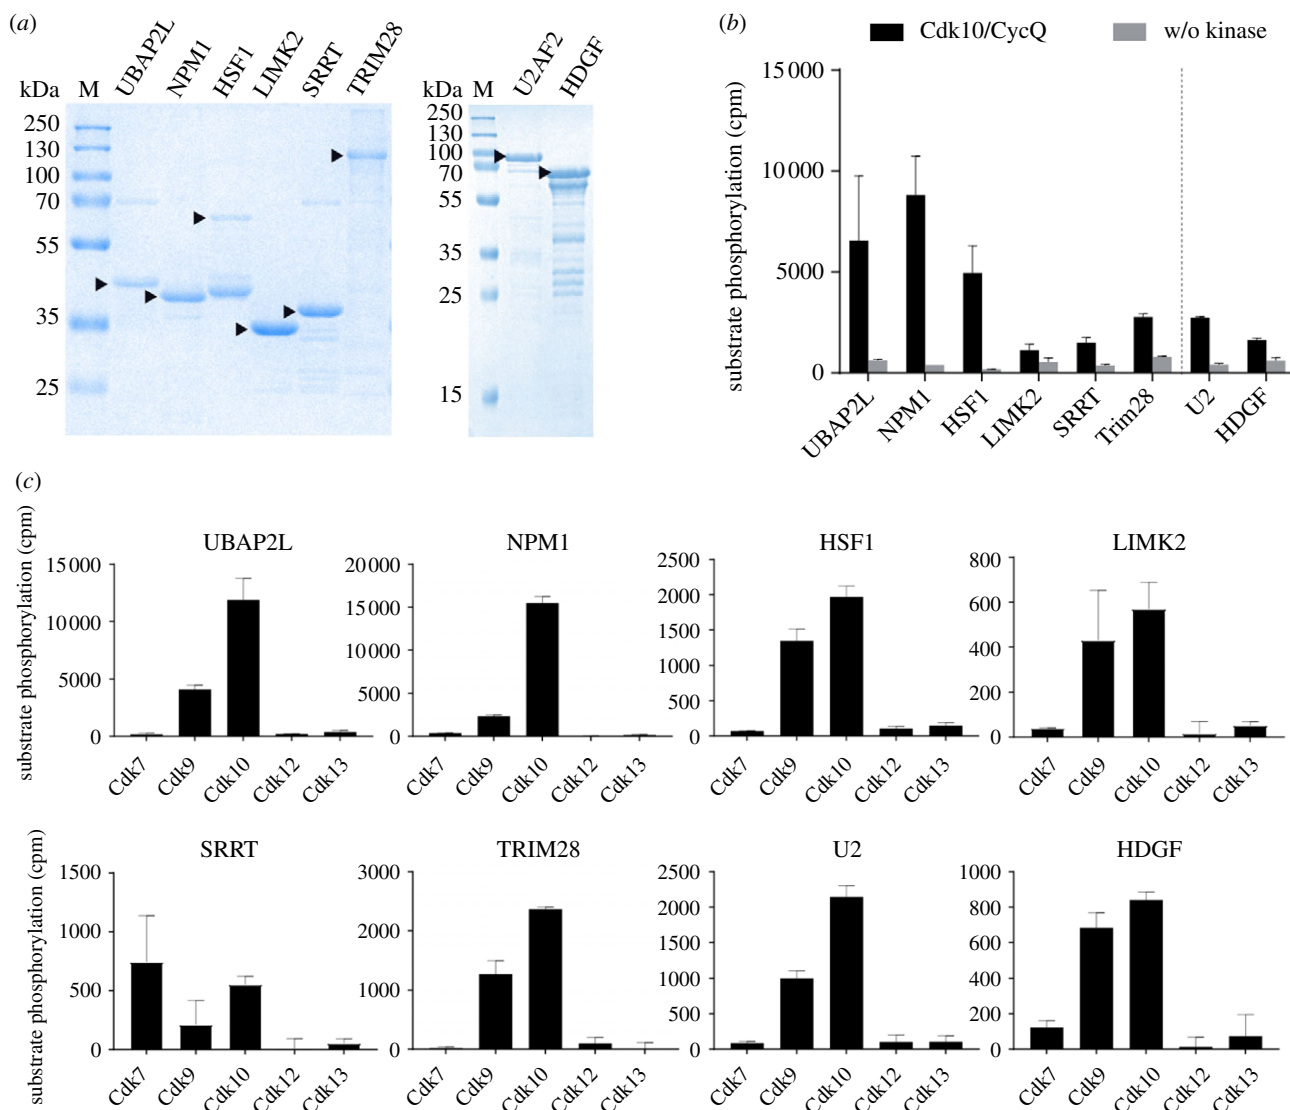 (a)
kDa M UBAP2L NPM1 HSF1 LIMK2 SRRT TRIM28
250
130
100
70
55
35
25
kDa M U2AF2 HDGF
250
130
100
70
55
35
25
15
(b)
Cdk10/CycQ w/o kinase
substrate phosphorylation (cpm)
15 000
10000
5000
0
UBAP2L NPM1 HSF1 LIMK2 SRRT Trim28 U2 HDGF
(c)
substrate phosphorylation (cpm)
UBAP2L
15 000
10 000
5000
0
Cdk7 Cdk9 Cdk10 Cdk12 Cdk13
NPM1
20 000
15 000
10 000
5000
0
Cdk7 Cdk9 Cdk10 Cdk12 Cdk13
HSF1
2500
2000
1500
1000
500
0
Cdk7 Cdk9 Cdk10 Cdk12 Cdk13
LIMK2
800
600
400
200
0
Cdk7 Cdk9 Cdk10 Cdk12 Cdk13
substrate phosphorylation (cpm)
SRRT
1500
1000
500
0
Cdk7 Cdk9 Cdk10 Cdk12 Cdk13
TRIM28
3000
2000
1000
0
Cdk7 Cdk9 Cdk10 Cdk12 Cdk13
U2
2500
2000
1500
1000
500
0
Cdk7 Cdk9 Cdk10 Cdk12 Cdk13
HDGF
1000
800
600
400
200
0
Cdk7 Cdk9 Cdk10 Cdk12 Cdk13